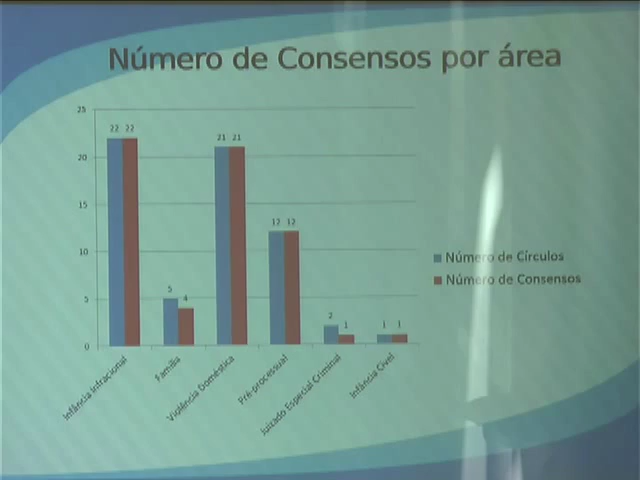 Número de Consensos por área
25
20
15
10
5
0
22 22
5 4
21 21
12 12
2 1
1 1
Infância Infracional
Família
Violência Doméstica
Pré-processual
Juizado Especial Criminal
Infância Cível
Número de Círculos
Número de Consensos